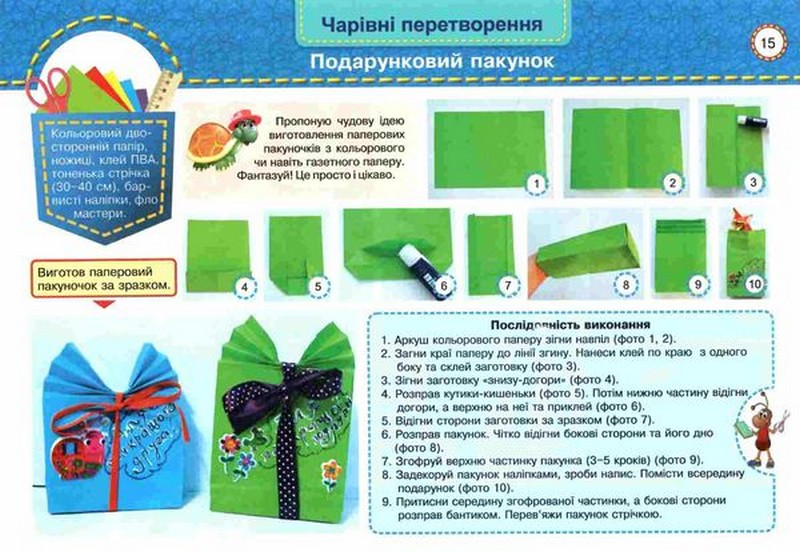 Чарівні перетворення
Подарунковий пакунок
15
Кольоровий дво-
сторонній папір,
ножиці, клей ПВА,
тоненька стрічка
(30–40 см), бар-
висті наліпки, фло
мастери.
Пропоную чудову ідею
виготовлення паперових
пакуночків з кольорового
чи навіть газетного паперу.
Фантазуй! Це просто і цікаво.
1
2
3
Виготов паперовий
пакуночок за зразком.
4
5
6
7
8
9
10
Послідовність виконання
1. Аркуш кольорового паперу зігни навпіл (фото 1, 2).
2. Загни краї паперу до лінії згину. Нанеси клей по краю з одного
боку та склей заготовку (фото 3).
3. Зігни заготовку «знизу-догори» (фото 4).
4. Розправ кутики-кишеньки (фото 5). Потім нижню частину відігни
догори, а верхню на неї та приклей (фото 6).
5. Відігни сторони заготовки за зразком (фото 7).
6. Розправ пакунок. Чітко відігни бокові сторони та його дно
(фото 8).
7. Згофруй верхню частинку пакунка (3–5 кроків) (фото 9).
8. Задекоруй пакунок наліпками, зроби напис. Помісти всередину
подарунок (фото 10).
9. Притисни середину згофрованої частинки, а бокові сторони
розправ бантиком. Перев'яжи пакунок стрічкою.